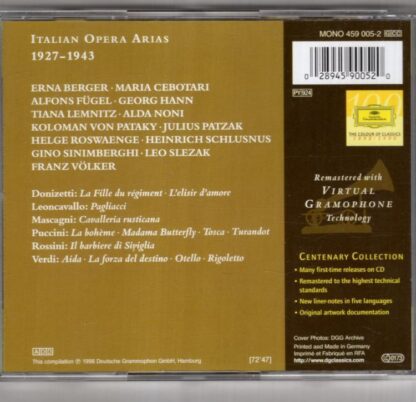 ITALIAN OPERA ARIAS
1927–1943
ERNA BERGER · MARIA CEBOTARI
ALFONS FÜGEL · GEORG HANN
TIANA LEMNITZ · ALDA NONI
KOLOMAN VON PATAKY · JULIUS PATZAK
HELGE ROSWAENGE · HEINRICH SCHLUSNUS
GINO SINIMBERGHI · LEO SLEZAK
FRANZ VÖLKER
Donizetti: La Fille du régiment · L'elisir d'amore
Leoncavallo: Pagliacci
Mascagni: Cavalleria rusticana
Puccini: La bohème · Madama Butterfly · Tosca · Turandot
Rossini: Il barbiere di Siviglia
Verdi: Aida · La forza del destino · Otello · Rigoletto
ADD
This compilation ℗ 1998 Deutsche Grammophon GmbH, Hamburg
[72'47]
MONO 459 005-2
0 28945 90052 0
PY924
100
THE COLOUR OF CLASSICS
Remastered with
VIRTUAL
GRAMOPHONE
Technology
CENTENARY COLLECTION
• Many first-time releases on CD
• Remastered to the highest technical
standards
• New liner-notes in five languages
• Original artwork documentation
Cover Photos: DGG Archive
Printed and Made in Germany
Imprimé et Fabriqué en RFA
http://www.dgclassics.com